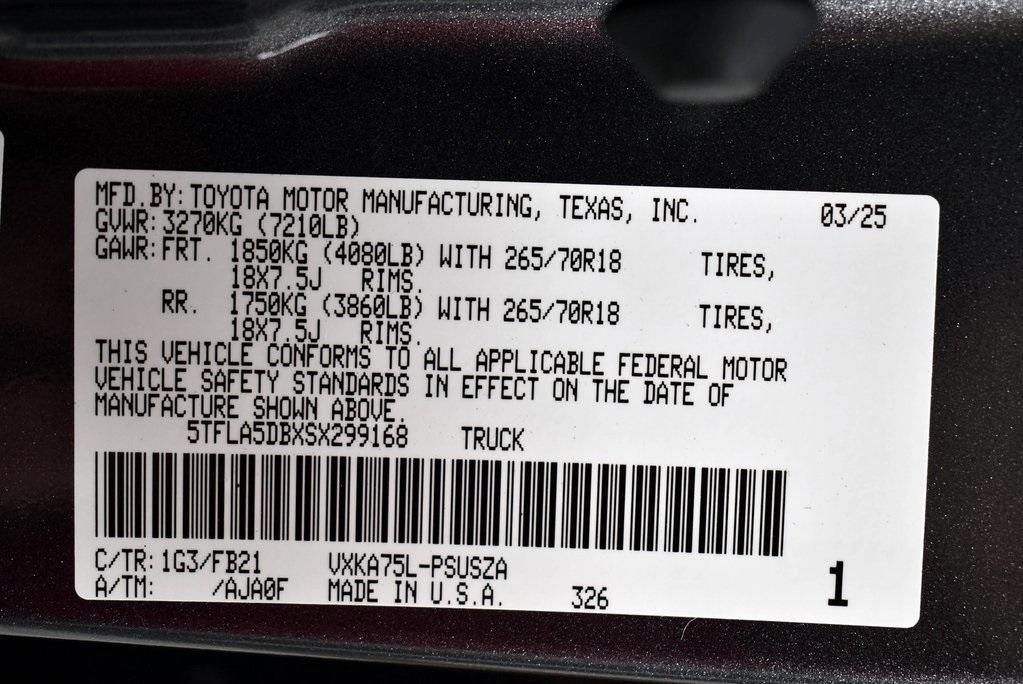 MFD.BY: TOYOTA MOTOR MANUFACTURING, TEXAS, INC. 03/25
GVWR: 3270KG (7210LB)
GAWR: FRT. 1850KG (4080LB) WITH 265/70R18 TIRES,
18X7.5J RIMS.
RR. 1750KG (3860LB) WITH 265/70R18 TIRES,
18X7.5J RIMS.
THIS VEHICLE CONFORMS TO ALL APPLICABLE FEDERAL MOTOR
VEHICLE SAFETY STANDARDS IN EFFECT ON THE DATE OF
MANUFACTURE SHOWN ABOVE.
5TFLA5DBXSX299168 TRUCK
C/TR: 1G3/FB21 VXKA75L-PSUSZA
A/TM: /AJA0F MADE IN U.S.A. 326 1